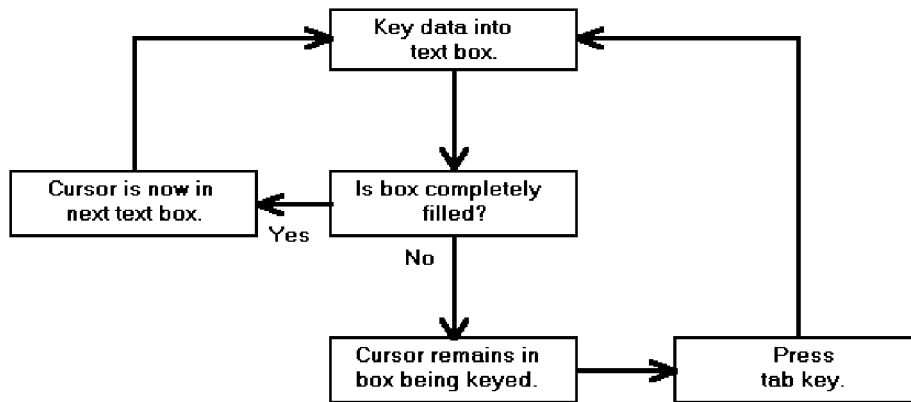 Key data into
text box.
Cursor is now in
next text box.
Is box completely
filled?
Yes
No
Cursor remains in
box being keyed.
Press
tab key.